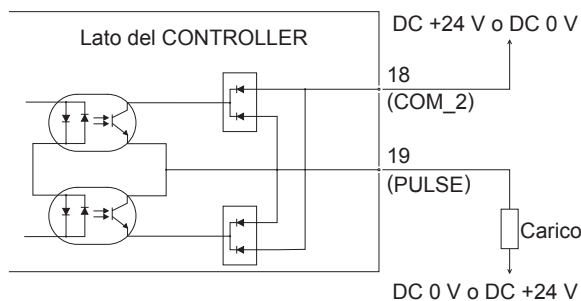 Lato del CONTROLLER
DC +24 V o DC 0 V
18
(COM_2)
19
(PULSE)
Carico
DC 0 V o DC +24 V